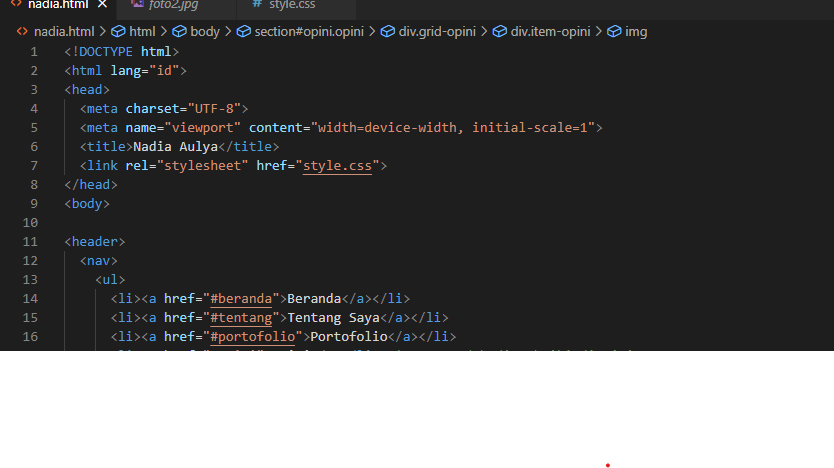 nadia.html foto2.jpg # style.css
nadia.html > html > body > section#opini.opini > div.grid-opini > div.item-opini > img
1 <!DOCTYPE html>
2 <html lang="id">
3 <head>
4 <meta charset="UTF-8">
5 <meta name="viewport" content="width=device-width, initial-scale=1">
6 <title>Nadia Aulya</title>
7 <link rel="stylesheet" href="style.css">
8 </head>
9 <body>
10
11 <header>
12 <nav>
13 <ul>
14 <li><a href="#beranda">Beranda</a></li>
15 <li><a href="#tentang">Tentang Saya</a></li>
16 <li><a href="#portofolio">Portofolio</a></li>